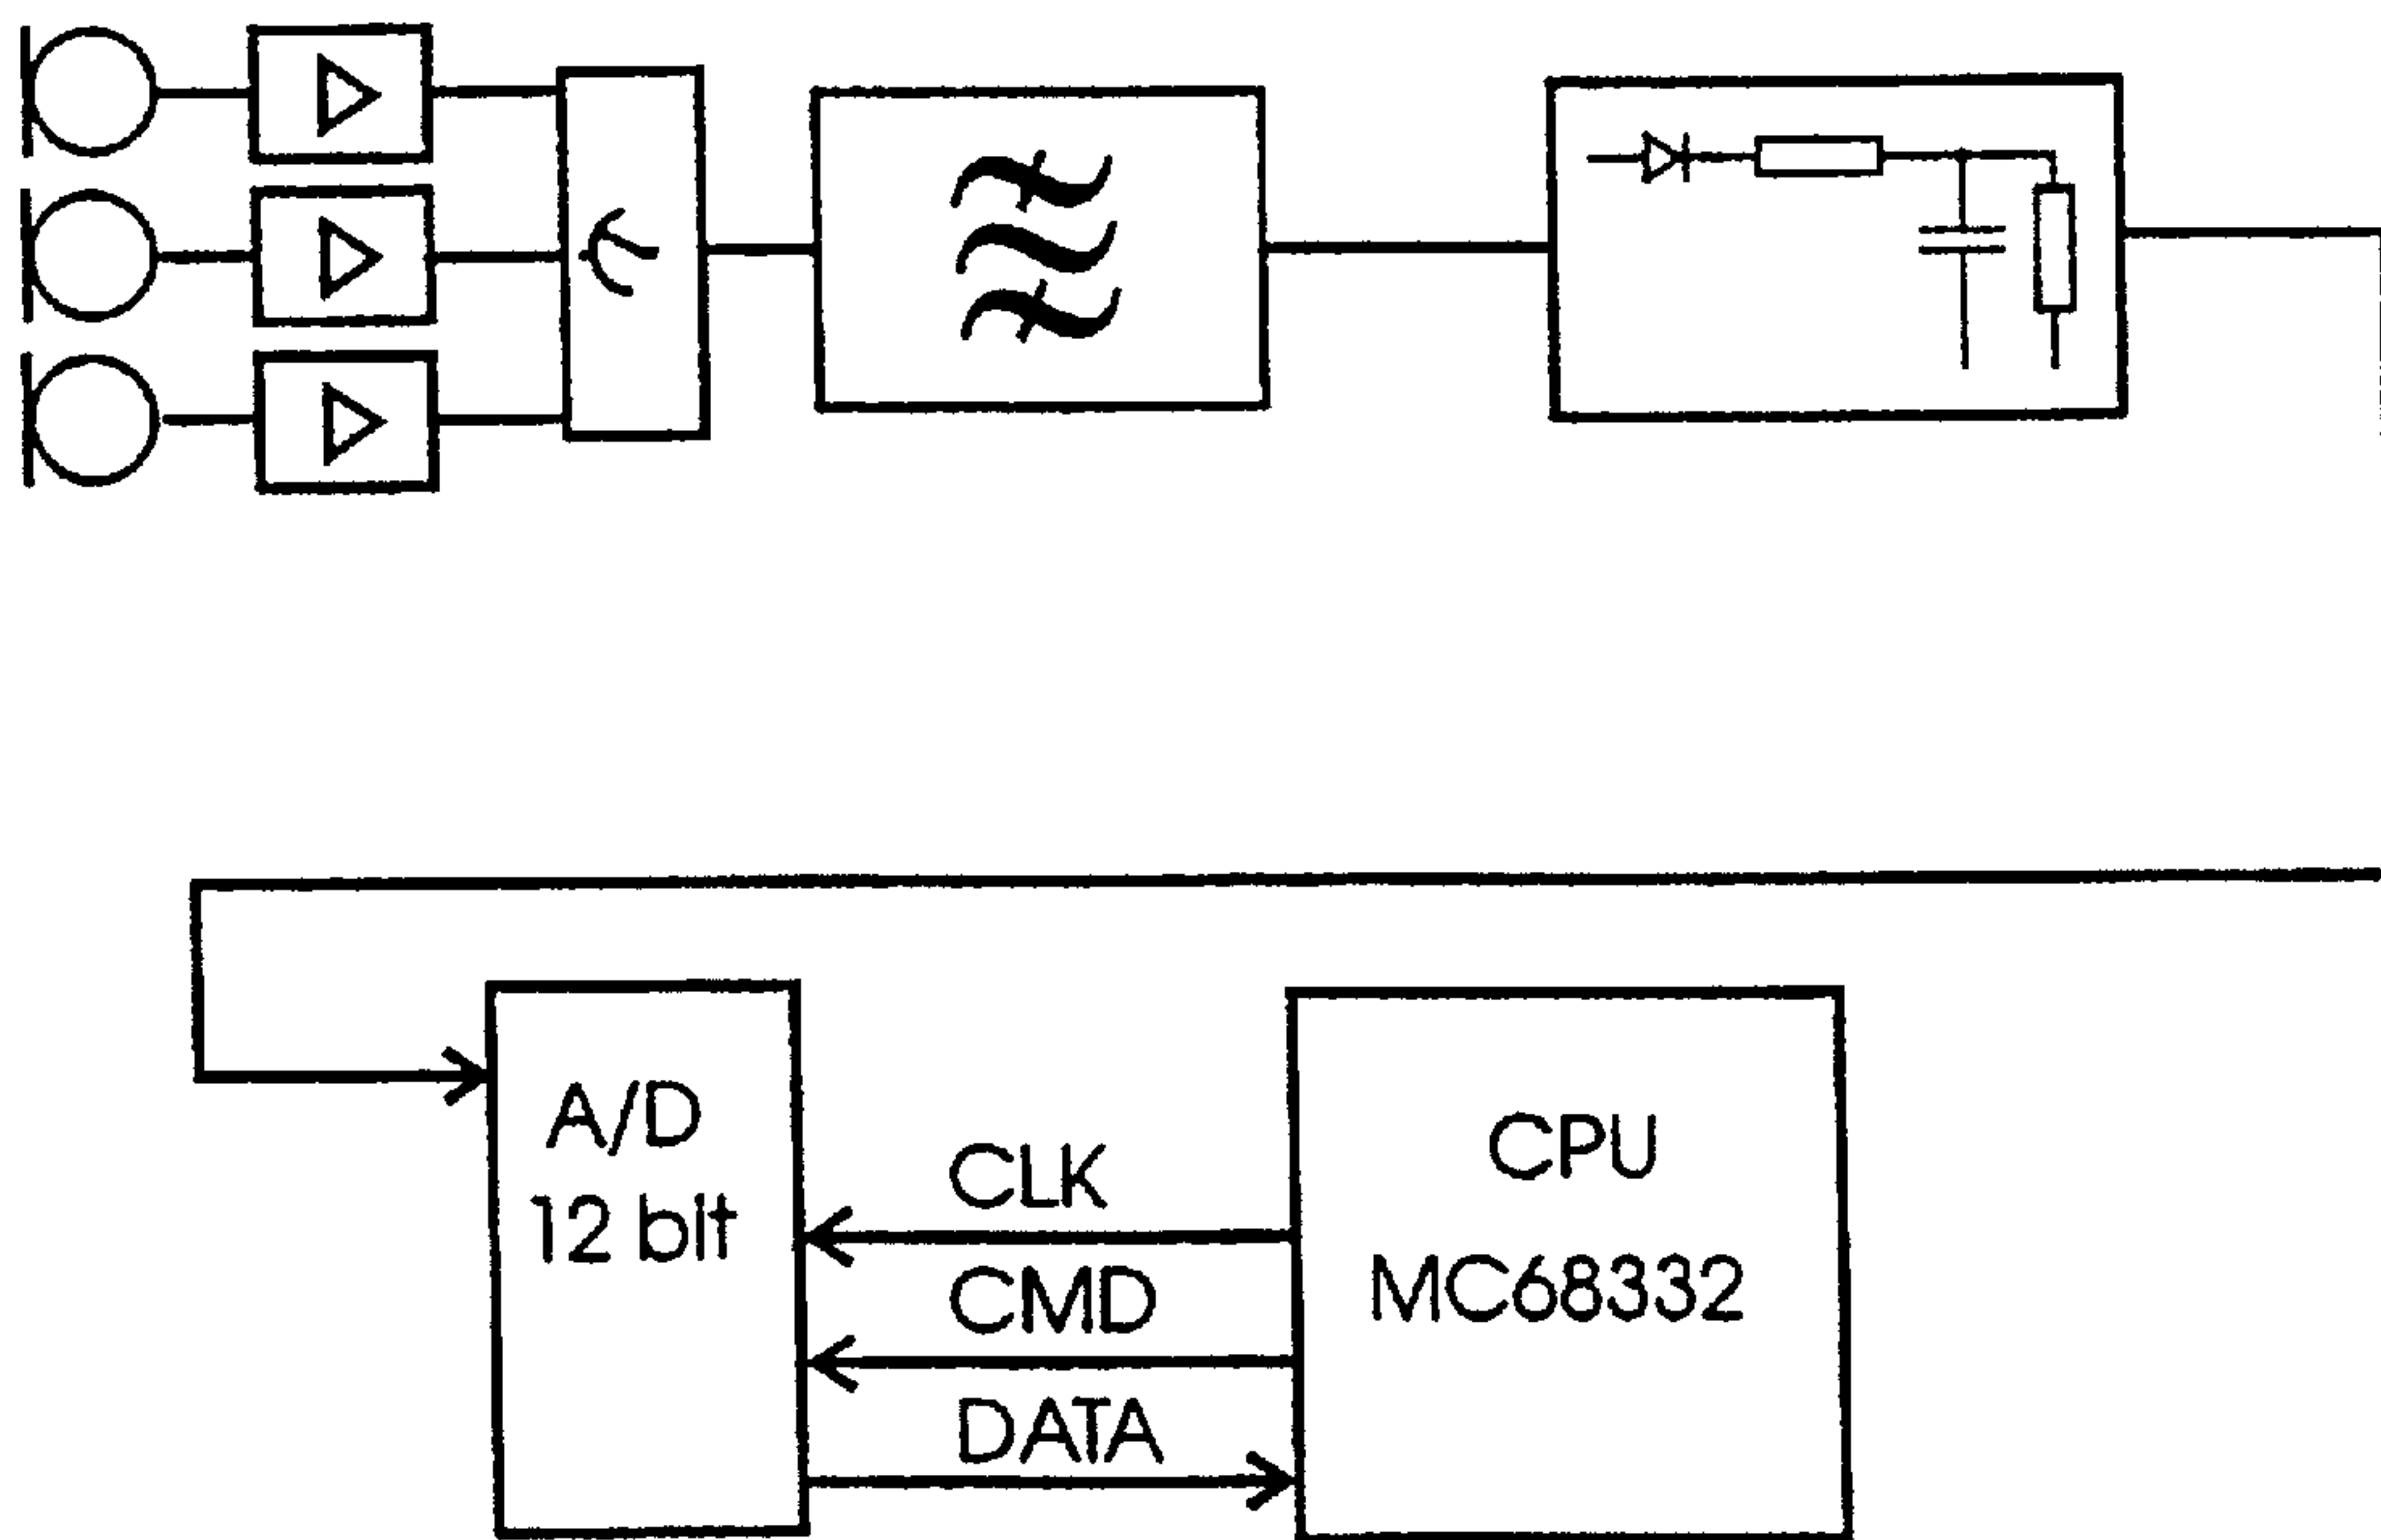 A/D
12 bit
CLK
CMD
DATA
CPU
MC68332